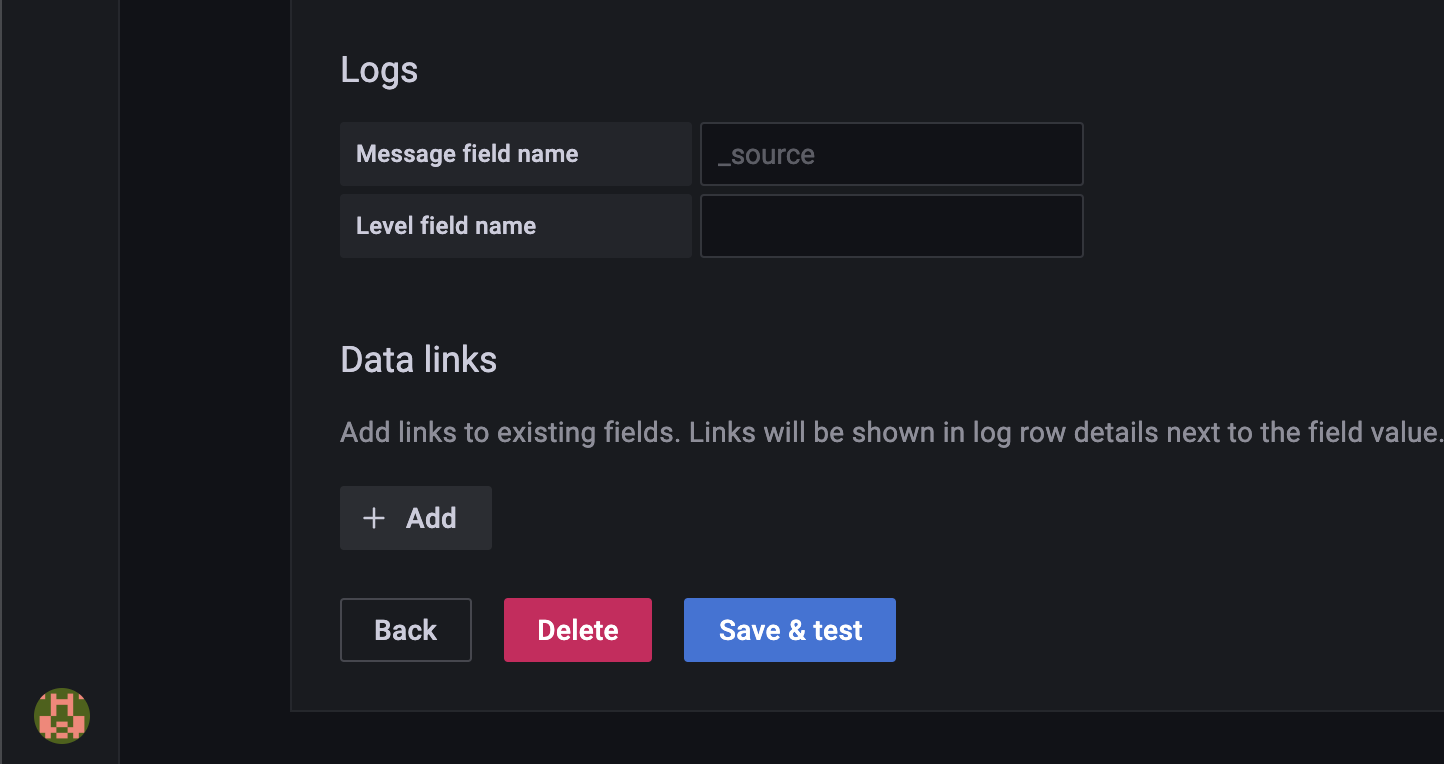 Logs
Message field name
_source
Level field name
Data links
Add links to existing fields. Links will be shown in log row details next to the field value.
+ Add
Back
Delete
Save & test